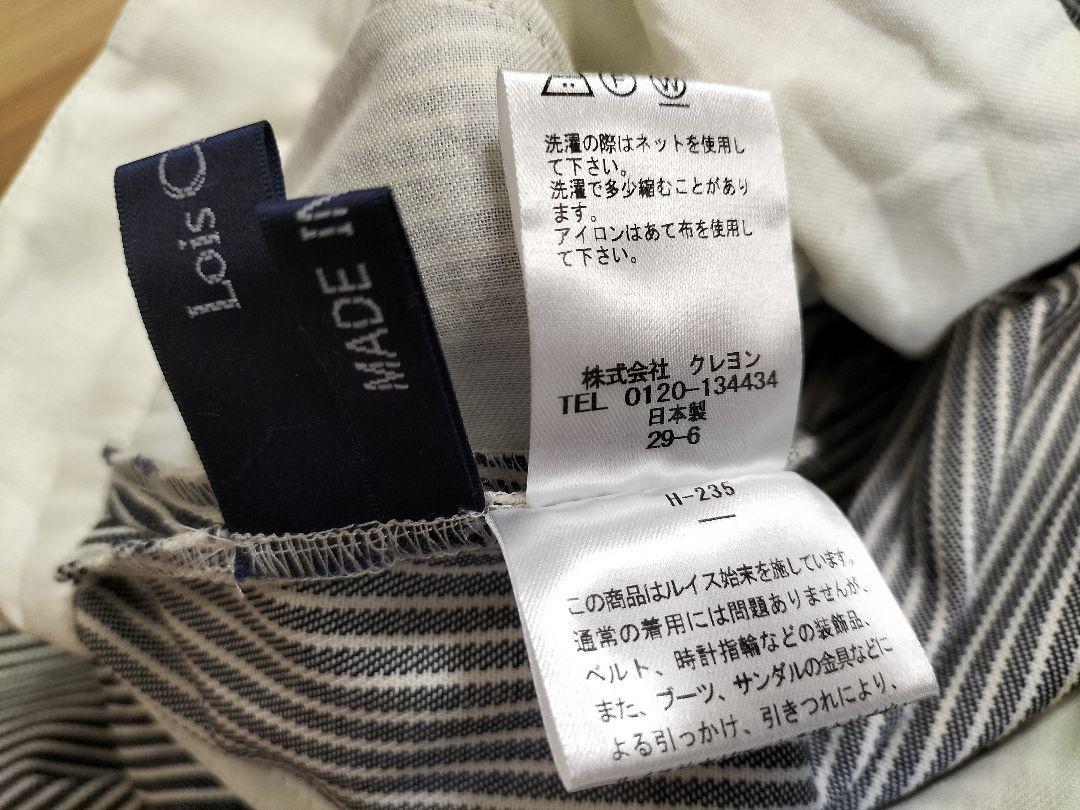 Lois C
MADE IN
F
W
洗濯の際はネットを使用し
て下さい。
洗濯で多少縮むことがあり
ます。
アイロンはあて布を使用し
て下さい。
株式会社 クレヨン
TEL 0120-134434
日本製
29-6
H-235
この商品はルイス始末を施しています。
通常の着用には問題ありませんが、
ベルト、時計指輪などの装飾品、
また、ブーツ、サンダルの金具などに
よる引っかけ、引きつれにより、